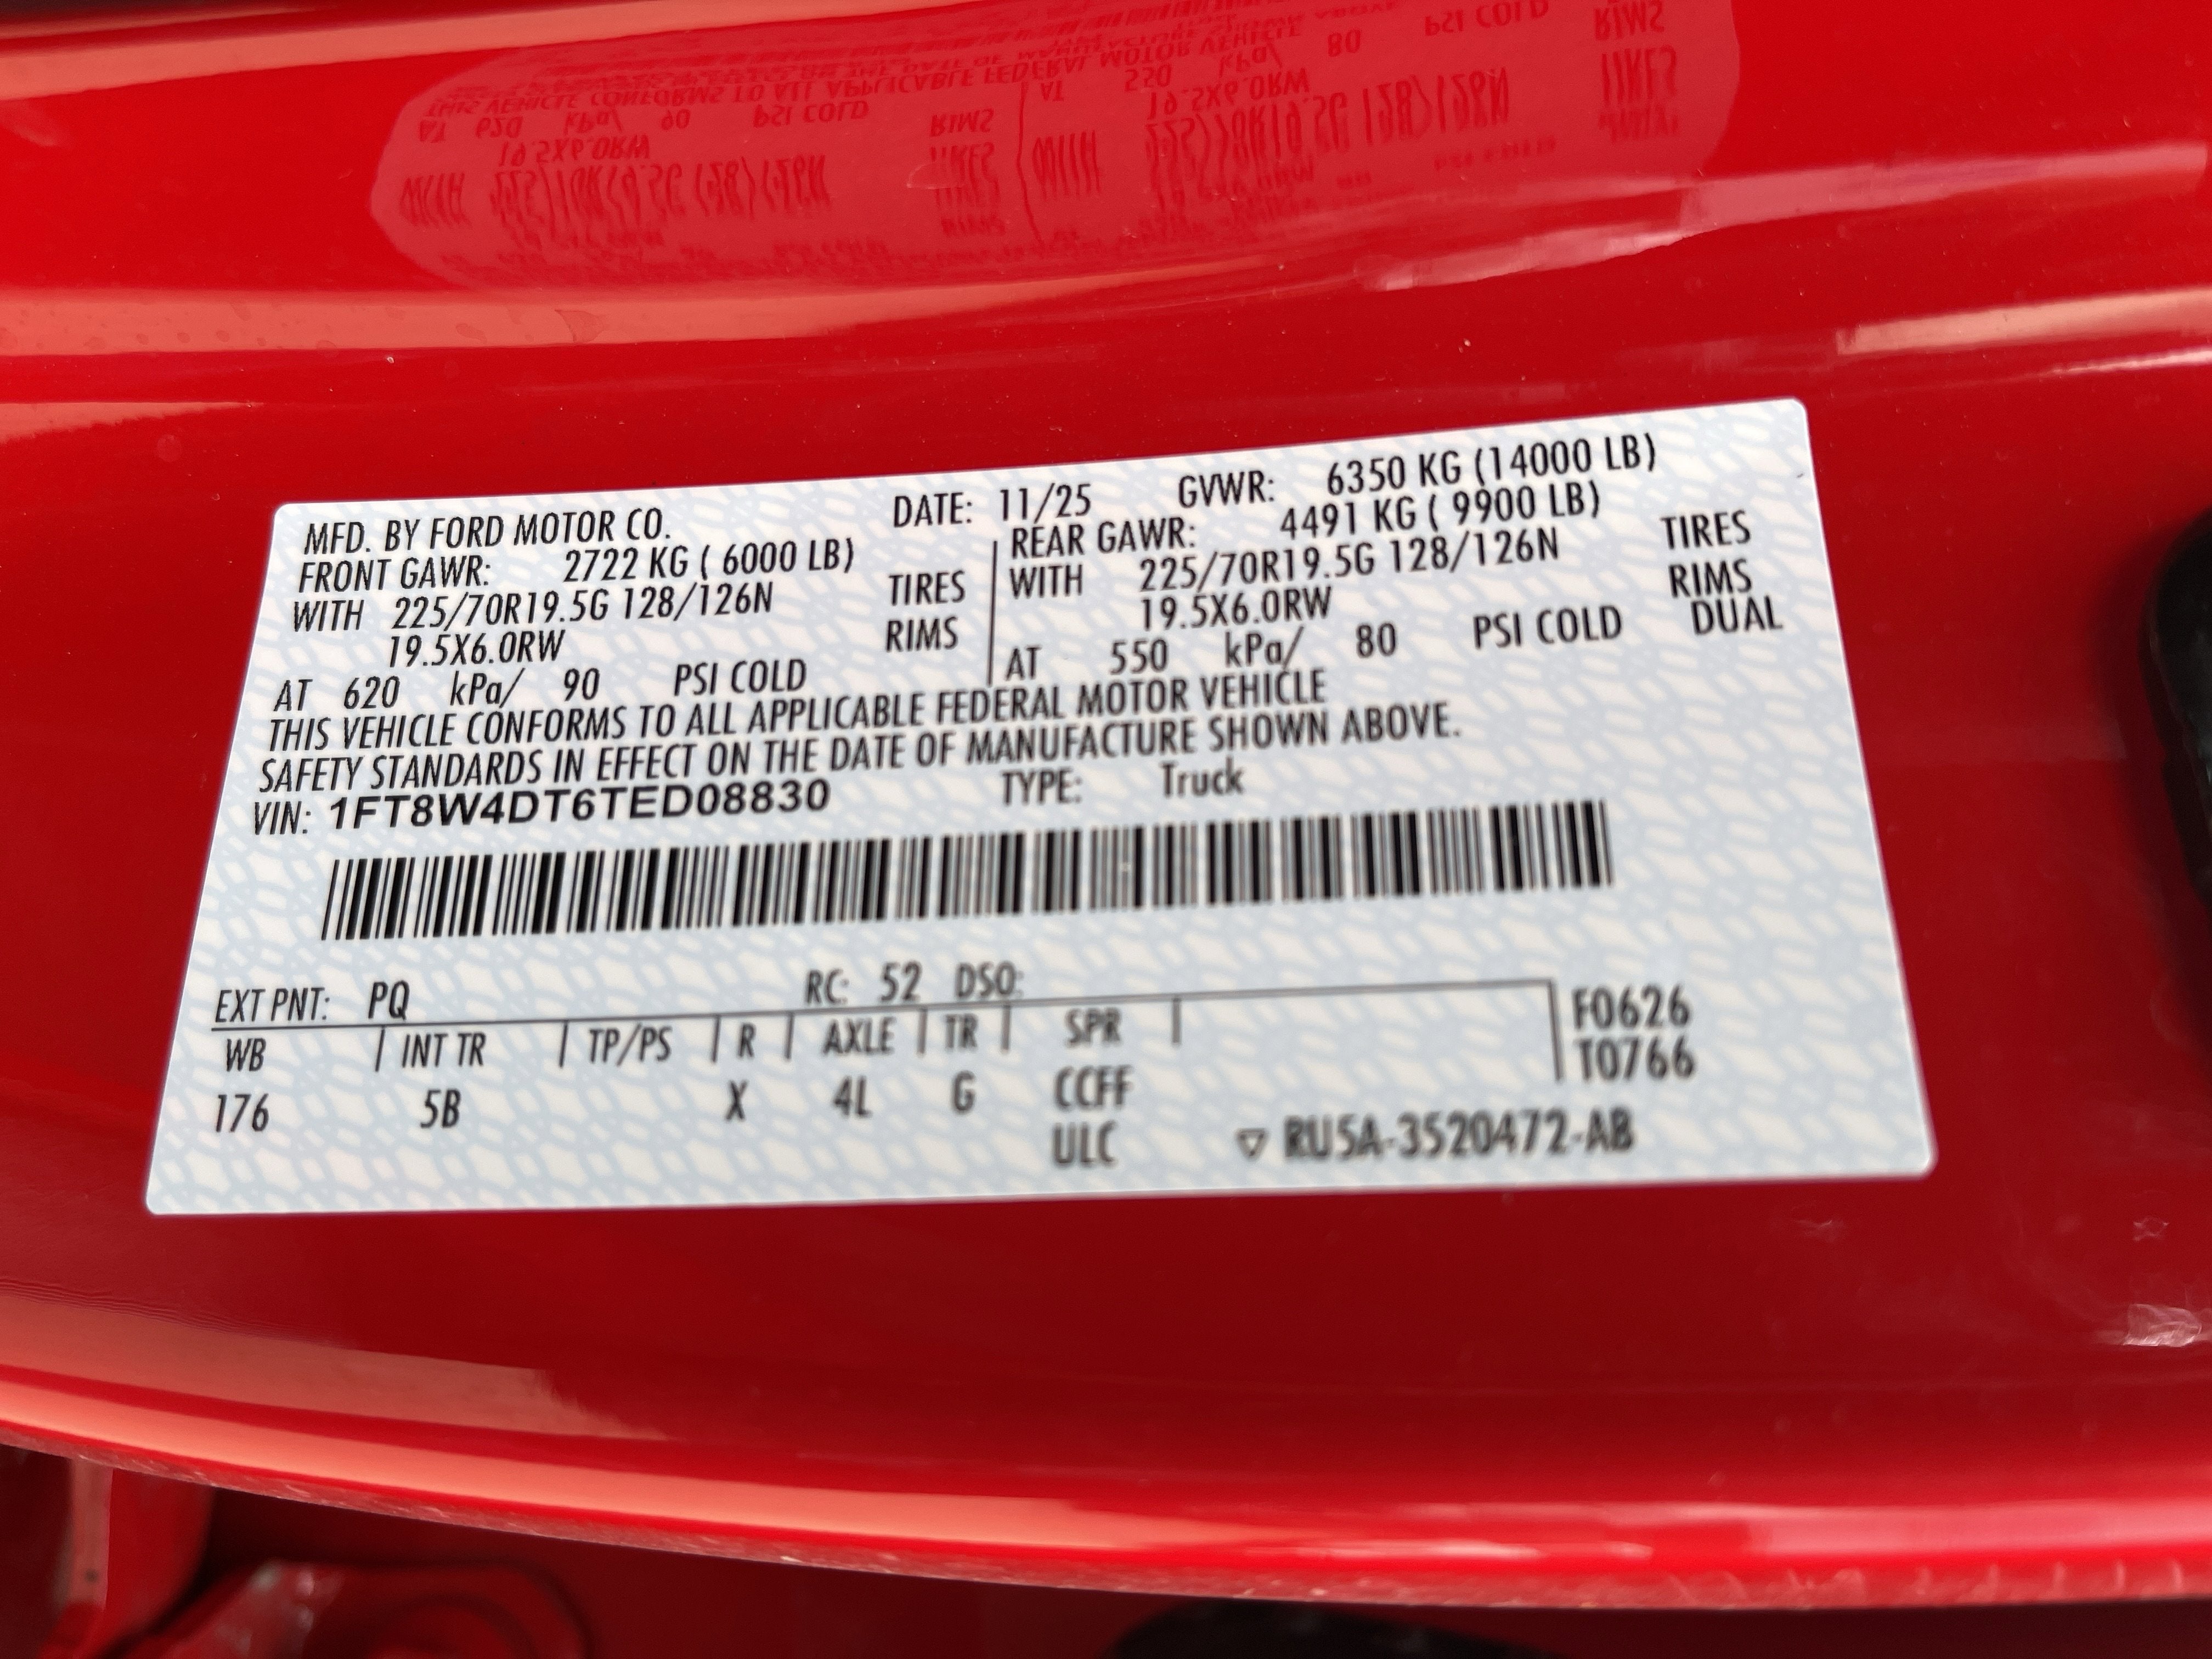 MFD. BY FORD MOTOR CO. DATE: 11/25 GVWR: 6350 KG (14000 LB)
FRONT GAWR: 2722 KG ( 6000 LB) REAR GAWR: 4491 KG ( 9900 LB)
WITH 225/70R19.5G 128/126N TIRES WITH 225/70R19.5G 128/126N TIRES
19.5X6.0RW RIMS 19.5X6.0RW RIMS
AT 620 kPa/ 90 PSI COLD AT 550 kPa/ 80 PSI COLD DUAL
THIS VEHICLE CONFORMS TO ALL APPLICABLE FEDERAL MOTOR VEHICLE
SAFETY STANDARDS IN EFFECT ON THE DATE OF MANUFACTURE SHOWN ABOVE.
VIN: 1FT8W4DT6TED08830 TYPE: Truck
EXT PNT: PQ RC: 52 DSO:
WB | INT TR | TP/PS | R | AXLE | TR | SPR | F0626
T0766
176 5B X 4L G CCFF
ULC ▽ RU5A-3520472-AB